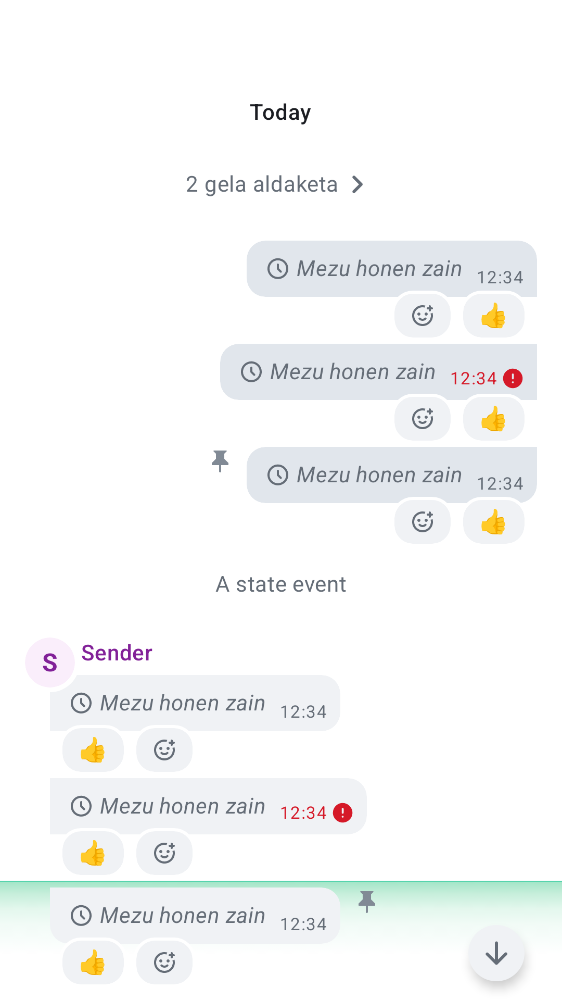 Today
2 gela aldaketa
Mezu honen zain 12:34
👍
Mezu honen zain 12:34
👍
Mezu honen zain 12:34
👍
A state event
S Sender
Mezu honen zain 12:34
👍
Mezu honen zain 12:34
👍
Mezu honen zain 12:34
👍